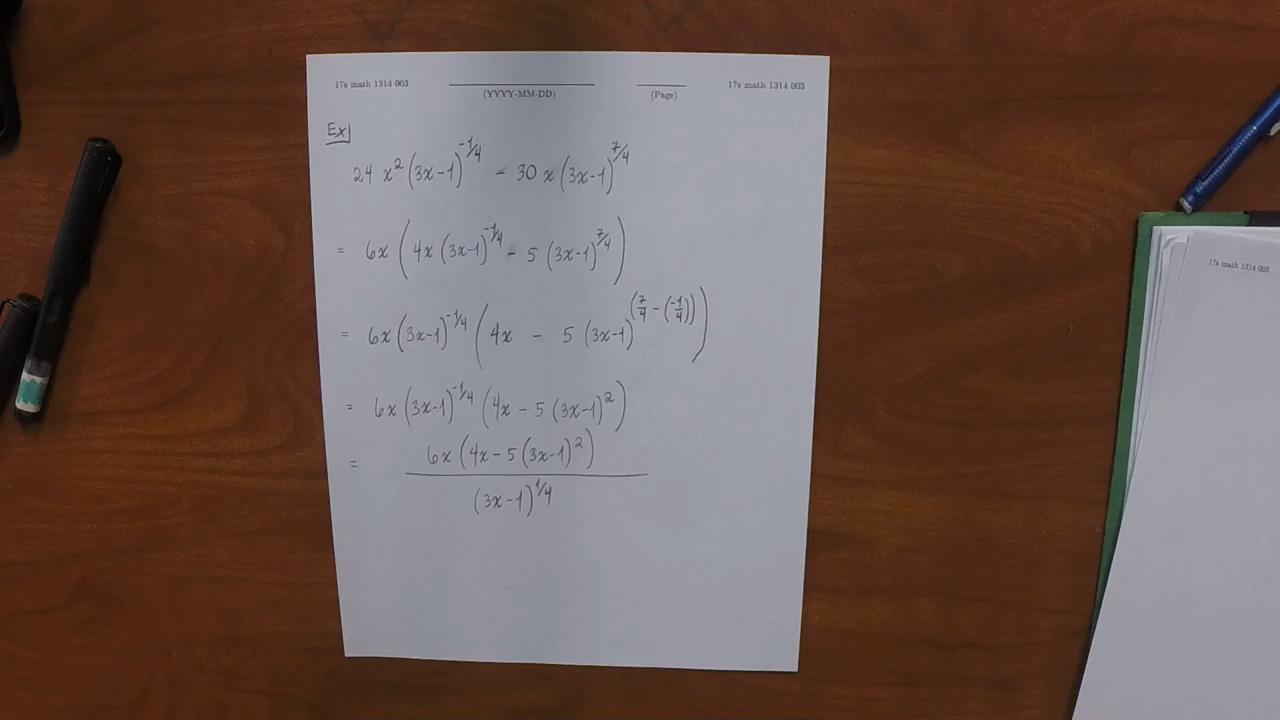 17s math 1314 003 (YYYY-MM-DD) (Page) 17s math 1314 003
Ex
24 x² (3x-1)^{-1/4} - 30 x (3x-1)^{7/4}
= 6x (4x (3x-1)^{-1/4} - 5 (3x-1)^{7/4})
= 6x (3x-1)^{-1/4} (4x - 5 (3x-1)^{(7/4 - (-1/4))})
= 6x (3x-1)^{-1/4} (4x - 5 (3x-1)²)
= \frac{6x (4x - 5 (3x-1)²)}{(3x-1)^{1/4}}
17s math 1314 003